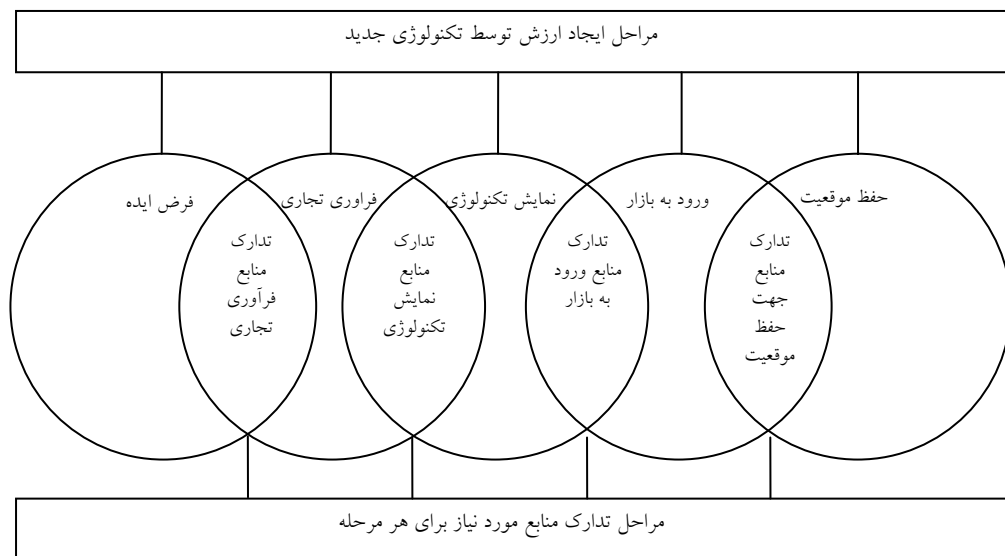 مراحل ایجاد ارزش توسط تکنولوژی جدید
فرض ایده
فراوری تجاری
نمایش تکنولوژی
ورود به بازار
حفظ موقعیت
تدارک
منابع
فرآوری
تجاری
تدارک
منابع
نمایش
تکنولوژی
تدارک
منابع ورود
به بازار
تدارک
منابع
جهت
حفظ
موقعیت
مراحل تدارک منابع مورد نیاز برای هر مرحله